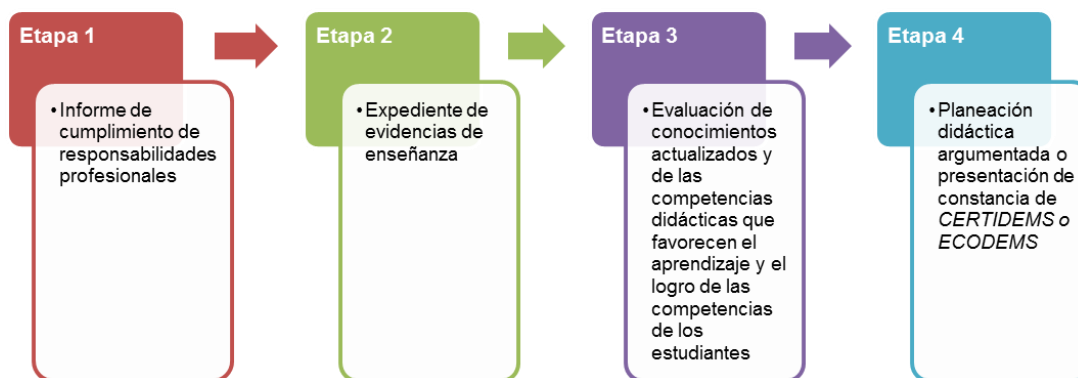 Etapa 1
• Informe de
cumplimiento de
responsabilidades
profesionales
Etapa 2
• Expediente de
evidencias de
enseñanza
Etapa 3
• Evaluación de
conocimientos
actualizados y
de las
competencias
didácticas que
favorecen el
aprendizaje y el
logro de las
competencias
de los
estudiantes
Etapa 4
• Planeación
didáctica
argumentada o
presentación de
constancia de
CERTIDEMS o
ECODEMS